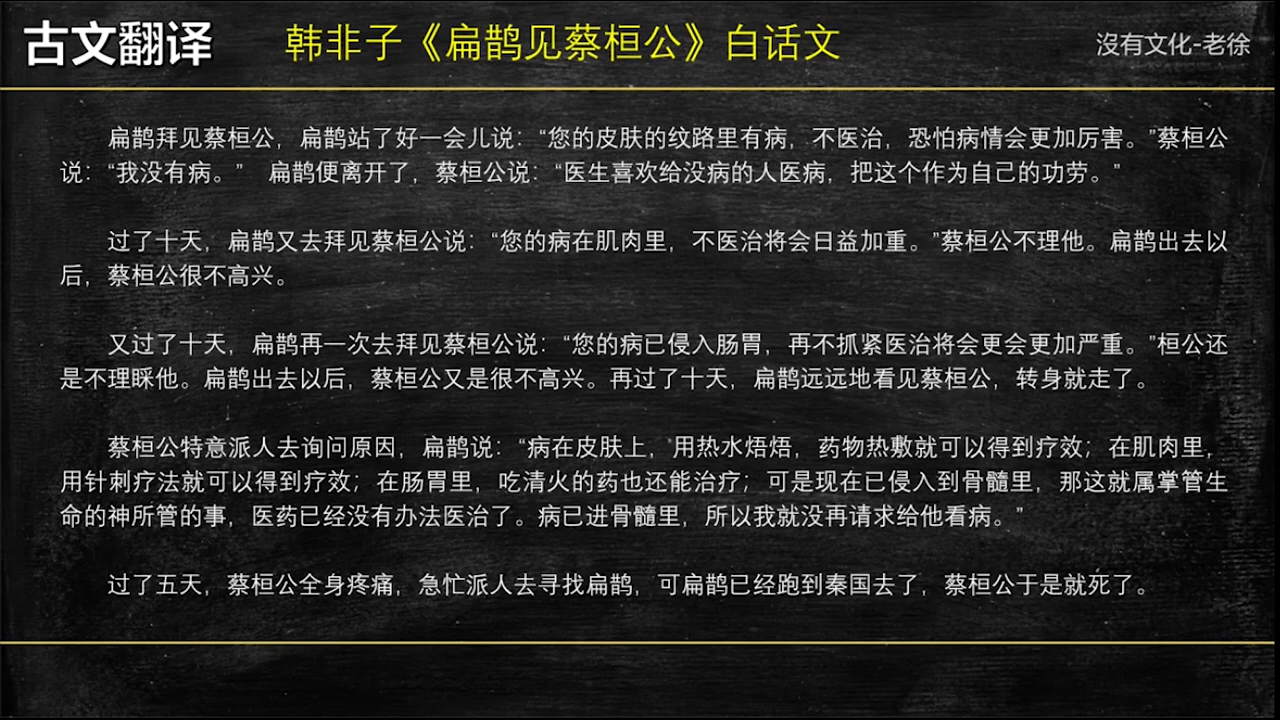 古文翻译
韩非子《扁鹊见蔡桓公》白话文
沒有文化-老徐
扁鹊拜见蔡桓公，扁鹊站了好一会儿说：“您的皮肤的纹路里有病，不医治，恐怕病情会更加厉害。”蔡桓公
说：“我没有病。” 扁鹊便离开了，蔡桓公说：“医生喜欢给没病的人医病，把这个作为自己的功劳。”
过了十天，扁鹊又去拜见蔡桓公说：“您的病在肌肉里，不医治将会日益加重。”蔡桓公不理他。扁鹊出去以
后，蔡桓公很不高兴。
又过了十天，扁鹊再一次去拜见蔡桓公说：“您的病已侵入肠胃，再不抓紧医治将会更会更加严重。”桓公还
是不理睬他。扁鹊出去以后，蔡桓公又是很不高兴。再过了十天，扁鹊远远地看见蔡桓公，转身就走了。
蔡桓公特意派人去询问原因，扁鹊说：“病在皮肤上，用热水焐焐，药物热敷就可以得到疗效；在肌肉里，
用针刺疗法就可以得到疗效；在肠胃里，吃清火的药也还能治疗；可是现在已侵入到骨髓里，那这就属掌管生
命的神所管的事，医药已经没有办法医治了。病已进骨髓里，所以我就没再请求给他看病。”
过了五天，蔡桓公全身疼痛，急忙派人去寻找扁鹊，可扁鹊已经跑到秦国去了，蔡桓公于是就死了。